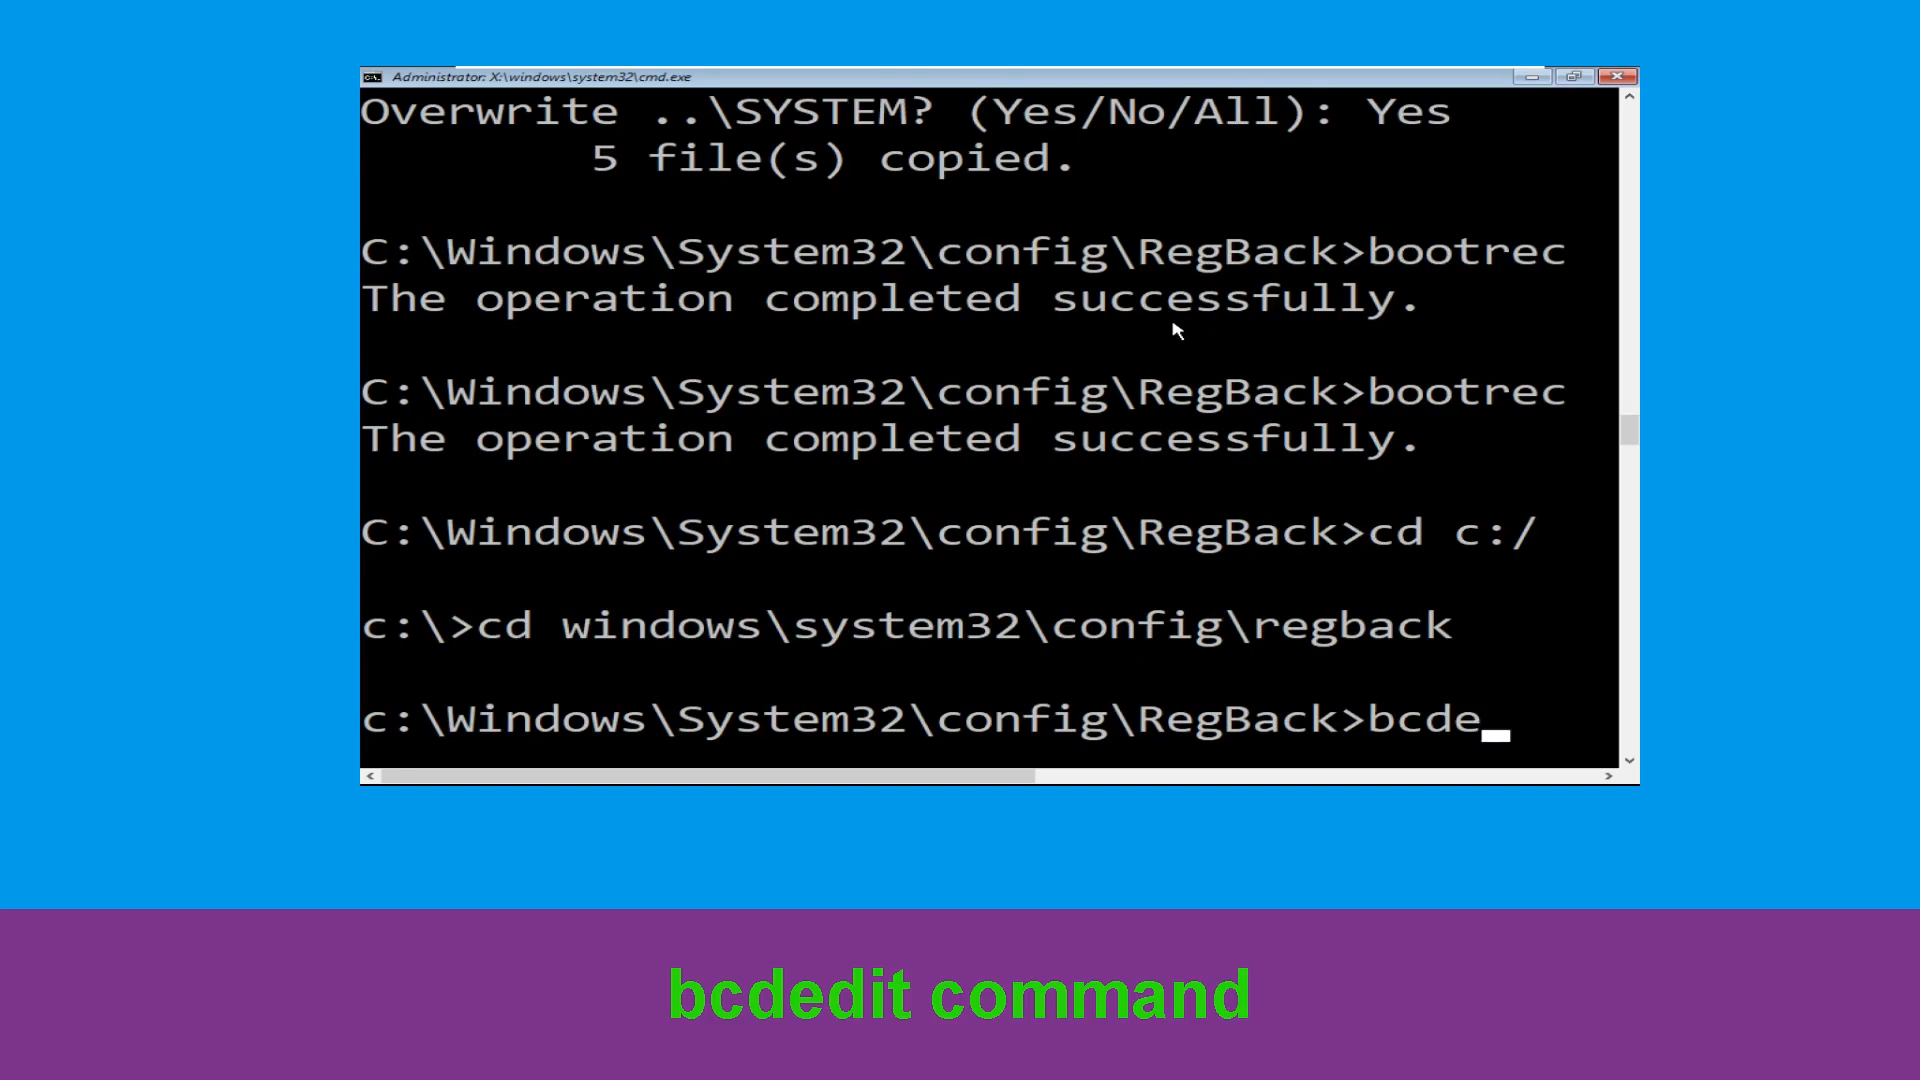 Administrator: X:\windows\system32\cmd.exe
Overwrite ..\SYSTEM? (Yes/No/All): Yes
5 file(s) copied.
C:\Windows\System32\config\RegBack>bootrec
The operation completed successfully.
C:\Windows\System32\config\RegBack>bootrec
The operation completed successfully.
C:\Windows\System32\config\RegBack>cd c:/
c:\>cd windows\system32\config\regback
c:\Windows\System32\config\RegBack>bcde
bcdedit command